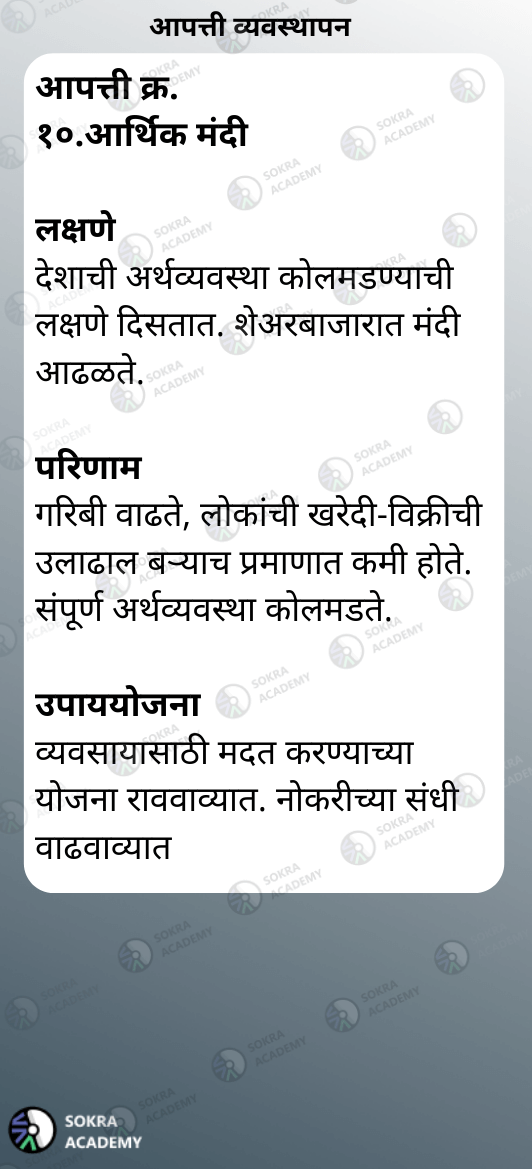 आपत्ती व्यवस्थापन
आपत्ती क्र.
१०.आर्थिक मंदी
लक्षणे
देशाची अर्थव्यवस्था कोलमडण्याची
लक्षणे दिसतात. शेअरबाजारात मंदी
आढळते.
परिणाम
गरिबी वाढते, लोकांची खरेदी-विक्रीची
उलाढाल बऱ्याच प्रमाणात कमी होते.
संपूर्ण अर्थव्यवस्था कोलमडते.
उपाययोजना
व्यवसायासाठी मदत करण्याच्या
योजना राववाव्यात. नोकरीच्या संधी
वाढवाव्यात
SOKRA
ACADEMY